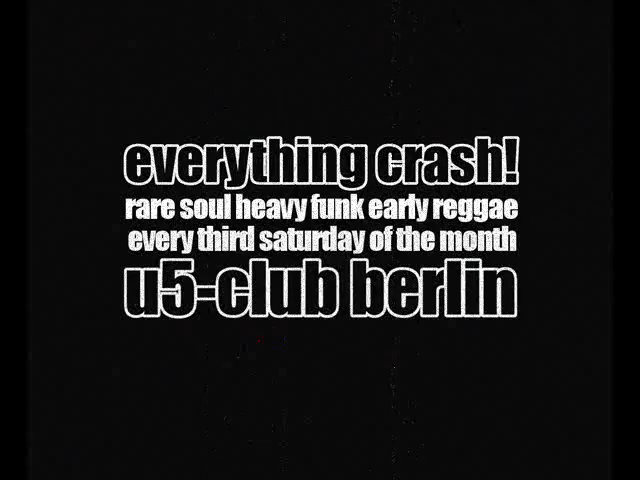 everything crash!
rare soul heavy funk early reggae
every third saturday of the month
u5-club berlin